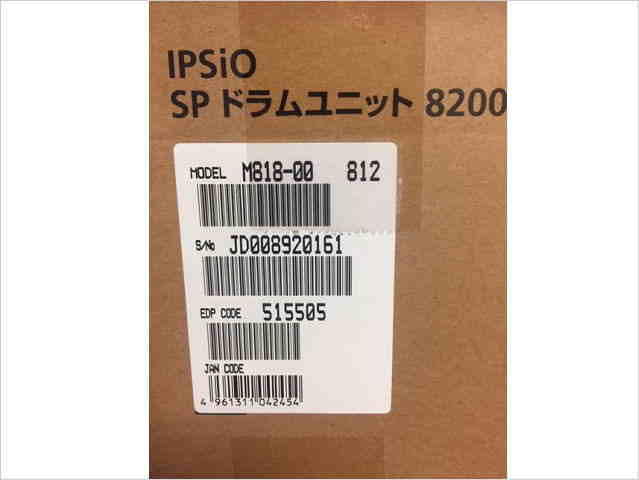 IPSiO
SP ドラムユニット 8200
MODEL M818-00 812
S/No JD008920161
EDP CODE 515505
JAN CODE
4 961311 042454